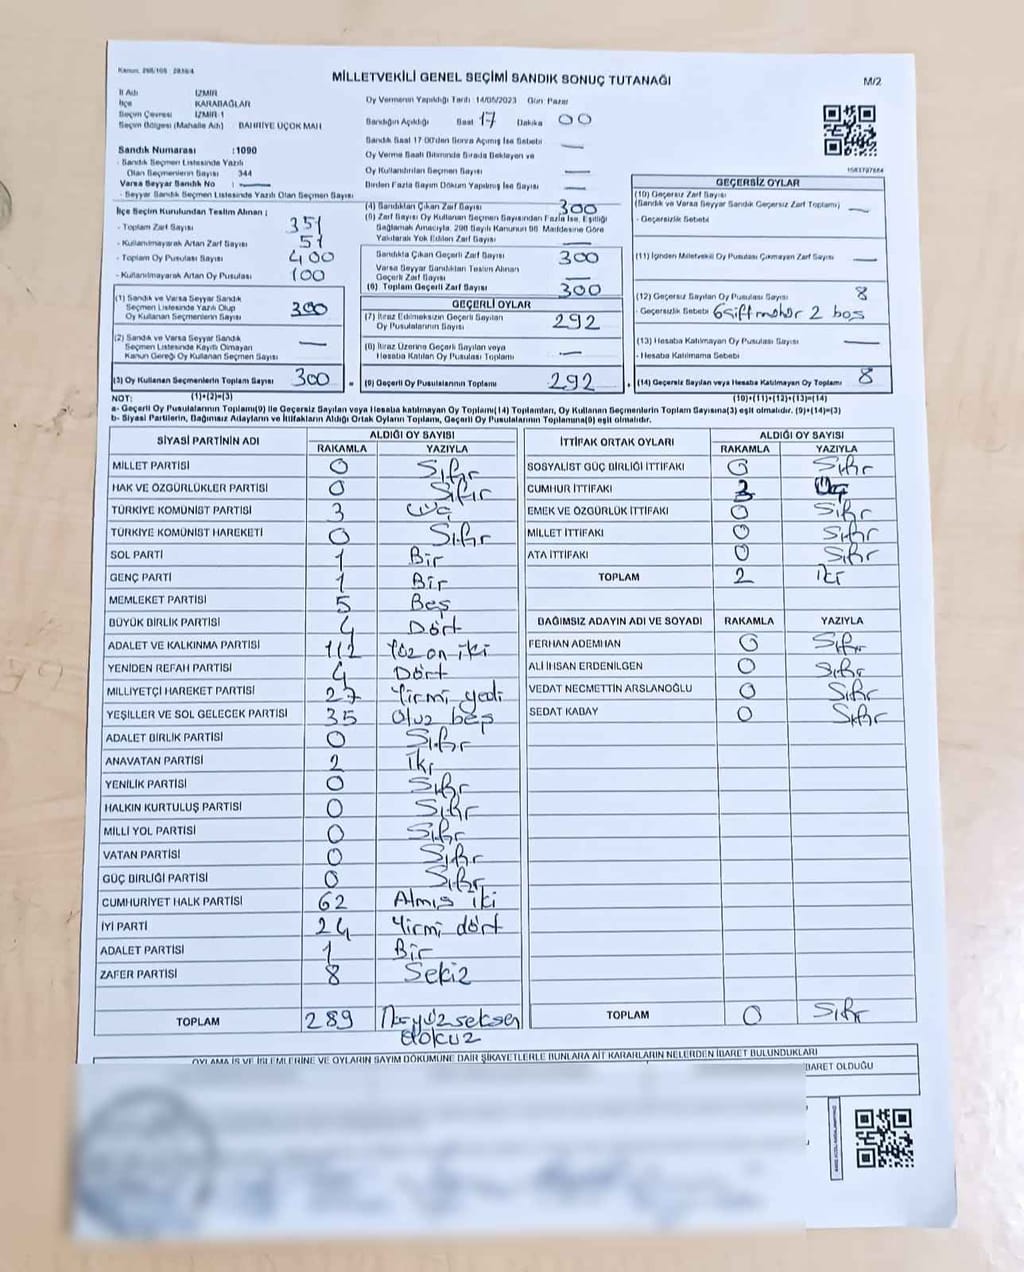 Kanun: 298/105 2839/4
MİLLETVEKİLİ GENEL SEÇİMİ SANDIK SONUÇ TUTANAĞI
M/2
İl Adı İZMİR
İlçe KARABAĞLAR
Seçim Çevresi İZMİR-1
Seçim Bölgesi (Mahalle Adı) BAHRİYE ÜÇOK MAH
Oy Vermenin Yapıldığı Tarih 14/05/2023 Gün Pazar
Sandığın Açıldığı Saat 17 Dakika 00
Sandık Saat 17:00'den Sonra Açılmış İse Sebebi —
Oy Verme Saati Bitiminde Sırada Bekleyen ve
Oy Kullandırılan Seçmen Sayısı —
Birden Fazla Sayım Döküm Yapılmış İse Sayısı —
Sandık Numarası :1090
- Sandık Seçmen Listesinde Yazılı
Olan Seçmenlerin Sayısı 344
Varsa Seyyar Sandık No : —
- Seyyar Sandık Seçmen Listesinde Yazılı Olan Seçmen Sayısı
İlçe Seçim Kurulundan Teslim Alınan ;
- Toplam Zarf Sayısı 351
- Kullanılmayarak Artan Zarf Sayısı 51
- Toplam Oy Pusulası Sayısı 400
- Kullanılmayarak Artan Oy Pusulası 100
(1) Sandık ve Varsa Seyyar Sandık
Seçmen Listesinde Yazılı Olup
Oy Kullanan Seçmenlerin Sayısı 300
(2) Sandık ve Varsa Seyyar Sandık
Seçmen Listesinde Kayıtlı Olmayan
Kanun Gereği Oy Kullanan Seçmen Sayısı —
(3) Oy Kullanan Seçmenlerin Toplam Sayısı 300
(4) Sandıktan Çıkan Zarf Sayısı 300
(5) Zarf Sayısı Oy Kullanan Seçmen Sayısından Fazla İse, Eşitliği
Sağlamak Amacıyla, 298 Sayılı Kanunun 98. Maddesine Göre
Yakılarak Yok Edilen Zarf Sayısı —
Sandıkta Çıkan Geçerli Zarf Sayısı 300
Varsa Seyyar Sandıktan Teslim Alınan
Geçerli Zarf Sayısı —
(6) Toplam Geçerli Zarf Sayısı 300
GEÇERLİ OYLAR
(7) İtiraz Edilmeksizin Geçerli Sayılan
Oy Pusulalarının Sayısı 292
(8) İtiraz Üzerine Geçerli Sayılan veya
Hesaba Katılan Oy Pusulası Toplamı —
(9) Geçerli Oy Pusulalarının Toplamı 292
GEÇERSİZ OYLAR
(10) Geçersiz Zarf Sayısı
(Sandık ve Varsa Seyyar Sandık Geçersiz Zarf Toplamı) —
- Geçersizlik Sebebi
(11) İçinden Milletvekili Oy Pusulası Çıkmayan Zarf Sayısı —
(12) Geçersiz Sayılan Oy Pusulası Sayısı 8
- Geçersizlik Sebebi 6 çift mühür 2 boş
(13) Hesaba Katılmayan Oy Pusulası Sayısı —
- Hesaba Katılmama Sebebi
(14) Geçersiz Sayılan veya Hesaba Katılmayan Oy Toplamı 8
NOT: (1)+(2)=(3) (10)+(11)+(12)+(13)=(14)
a- Geçerli Oy Pusulalarının Toplamı(9) ile Geçersiz Sayılan veya Hesaba katılmayan Oy Toplamı(14) Toplamları, Oy Kullanan Seçmenlerin Toplam Sayısına(3) eşit olmalıdır. (9)+(14)=(3)
b- Siyasi Partilerin, Bağımsız Adayların ve İttifakların Aldığı Ortak Oyların Toplamı, Geçerli Oy Pusulalarının Toplamına(9) eşit olmalıdır.
SİYASİ PARTİNİN ADI ALDIĞI OY SAYISI
RAKAMLA YAZIYLA
MİLLET PARTİSİ 0 Sıfır
HAK VE ÖZGÜRLÜKLER PARTİSİ 0 Sıfır
TÜRKİYE KOMÜNİST PARTİSİ 3 Üç
TÜRKİYE KOMÜNİST HAREKETİ 0 Sıfır
SOL PARTİ 1 Bir
GENÇ PARTİ 1 Bir
MEMLEKET PARTİSİ 5 Beş
BÜYÜK BİRLİK PARTİSİ 4 Dört
ADALET VE KALKINMA PARTİSİ 112 Yüz on iki
YENİDEN REFAH PARTİSİ 4 Dört
MİLLİYETÇİ HAREKET PARTİSİ 27 Yirmi yedi
YEŞİLLER VE SOL GELECEK PARTİSİ 35 Otuz beş
ADALET BİRLİK PARTİSİ 0 Sıfır
ANAVATAN PARTİSİ 2 İki
YENİLİK PARTİSİ 0 Sıfır
HALKIN KURTULUŞ PARTİSİ 0 Sıfır
MİLLİ YOL PARTİSİ 0 Sıfır
VATAN PARTİSİ 0 Sıfır
GÜÇ BİRLİĞİ PARTİSİ 0 Sıfır
CUMHURİYET HALK PARTİSİ 62 Almış iki
İYİ PARTİ 24 Yirmi dört
ADALET PARTİSİ 1 Bir
ZAFER PARTİSİ 8 Sekiz
TOPLAM 289 İkiyüzseksen
dokuz
İTTİFAK ORTAK OYLARI ALDIĞI OY SAYISI
RAKAMLA YAZIYLA
SOSYALİST GÜÇ BİRLİĞİ İTTİFAKI 0 Sıfır
CUMHUR İTTİFAKI 3 Üç
EMEK VE ÖZGÜRLÜK İTTİFAKI 0 Sıfır
MİLLET İTTİFAKI 0 Sıfır
ATA İTTİFAKI 0 Sıfır
TOPLAM 2 İki
BAĞIMSIZ ADAYIN ADI VE SOYADI RAKAMLA YAZIYLA
FERHAN ADEMHAN 0 Sıfır
ALİ İHSAN ERDENİLGEN 0 Sıfır
VEDAT NECMETTİN ARSLANOĞLU 0 Sıfır
SEDAT KABAY 0 Sıfır
TOPLAM 0 Sıfır
OYLAMA İŞ VE İŞLEMLERİNE VE OYLARIN SAYIM DÖKÜMÜNE DAİR ŞİKAYETLERLE BUNLARA AİT KARARLARIN NELERDEN İBARET BULUNDUKLARI
BARET OLDUĞU